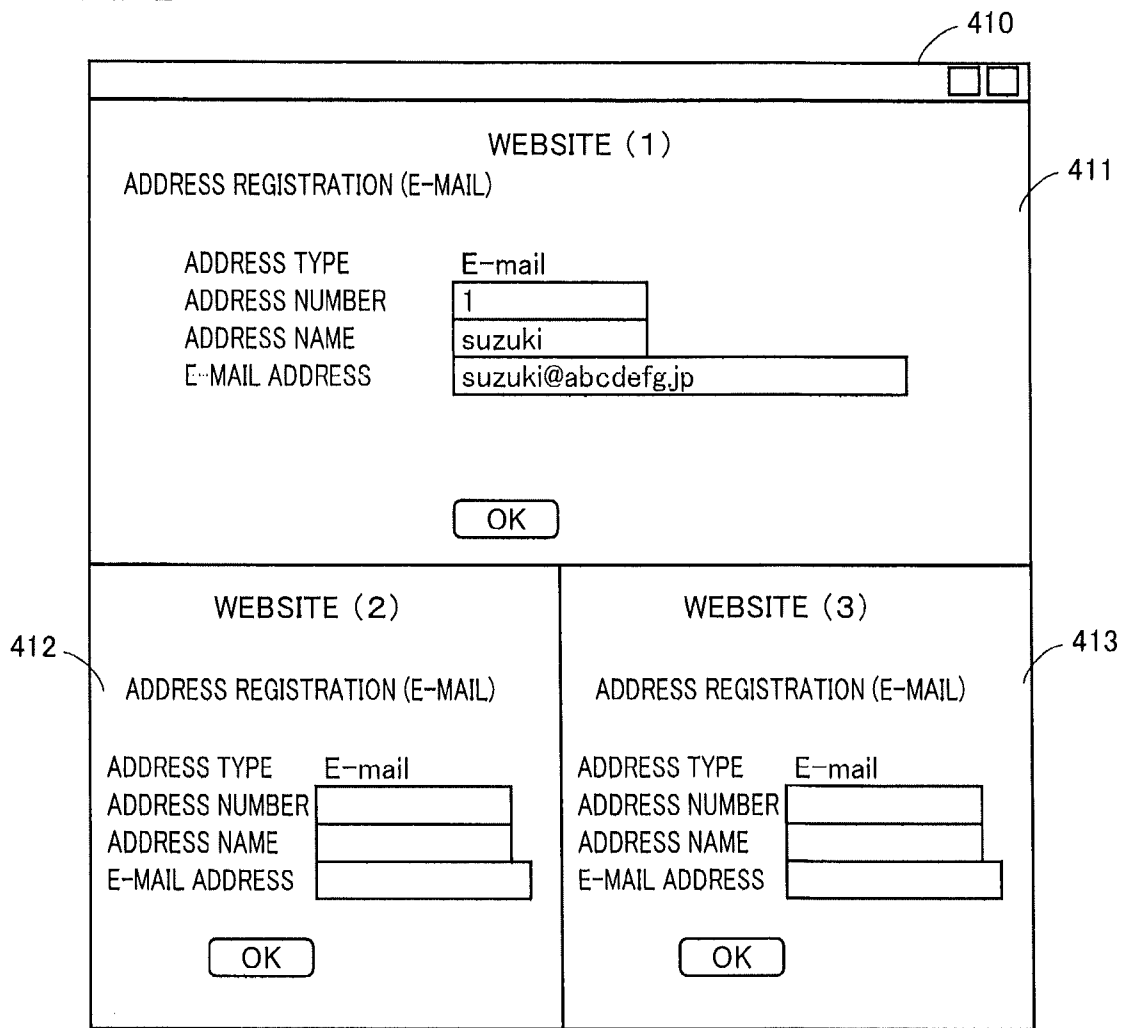 410
WEBSITE (1)
ADDRESS REGISTRATION (E-MAIL)
411
ADDRESS TYPE E-mail
ADDRESS NUMBER 1
ADDRESS NAME suzuki
E-MAIL ADDRESS suzuki@abcdefg.jp
OK
WEBSITE (2) WEBSITE (3)
412 413
ADDRESS REGISTRATION (E-MAIL) ADDRESS REGISTRATION (E-MAIL)
ADDRESS TYPE E-mail ADDRESS TYPE E-mail
ADDRESS NUMBER ADDRESS NUMBER
ADDRESS NAME ADDRESS NAME
E-MAIL ADDRESS E-MAIL ADDRESS
OK OK